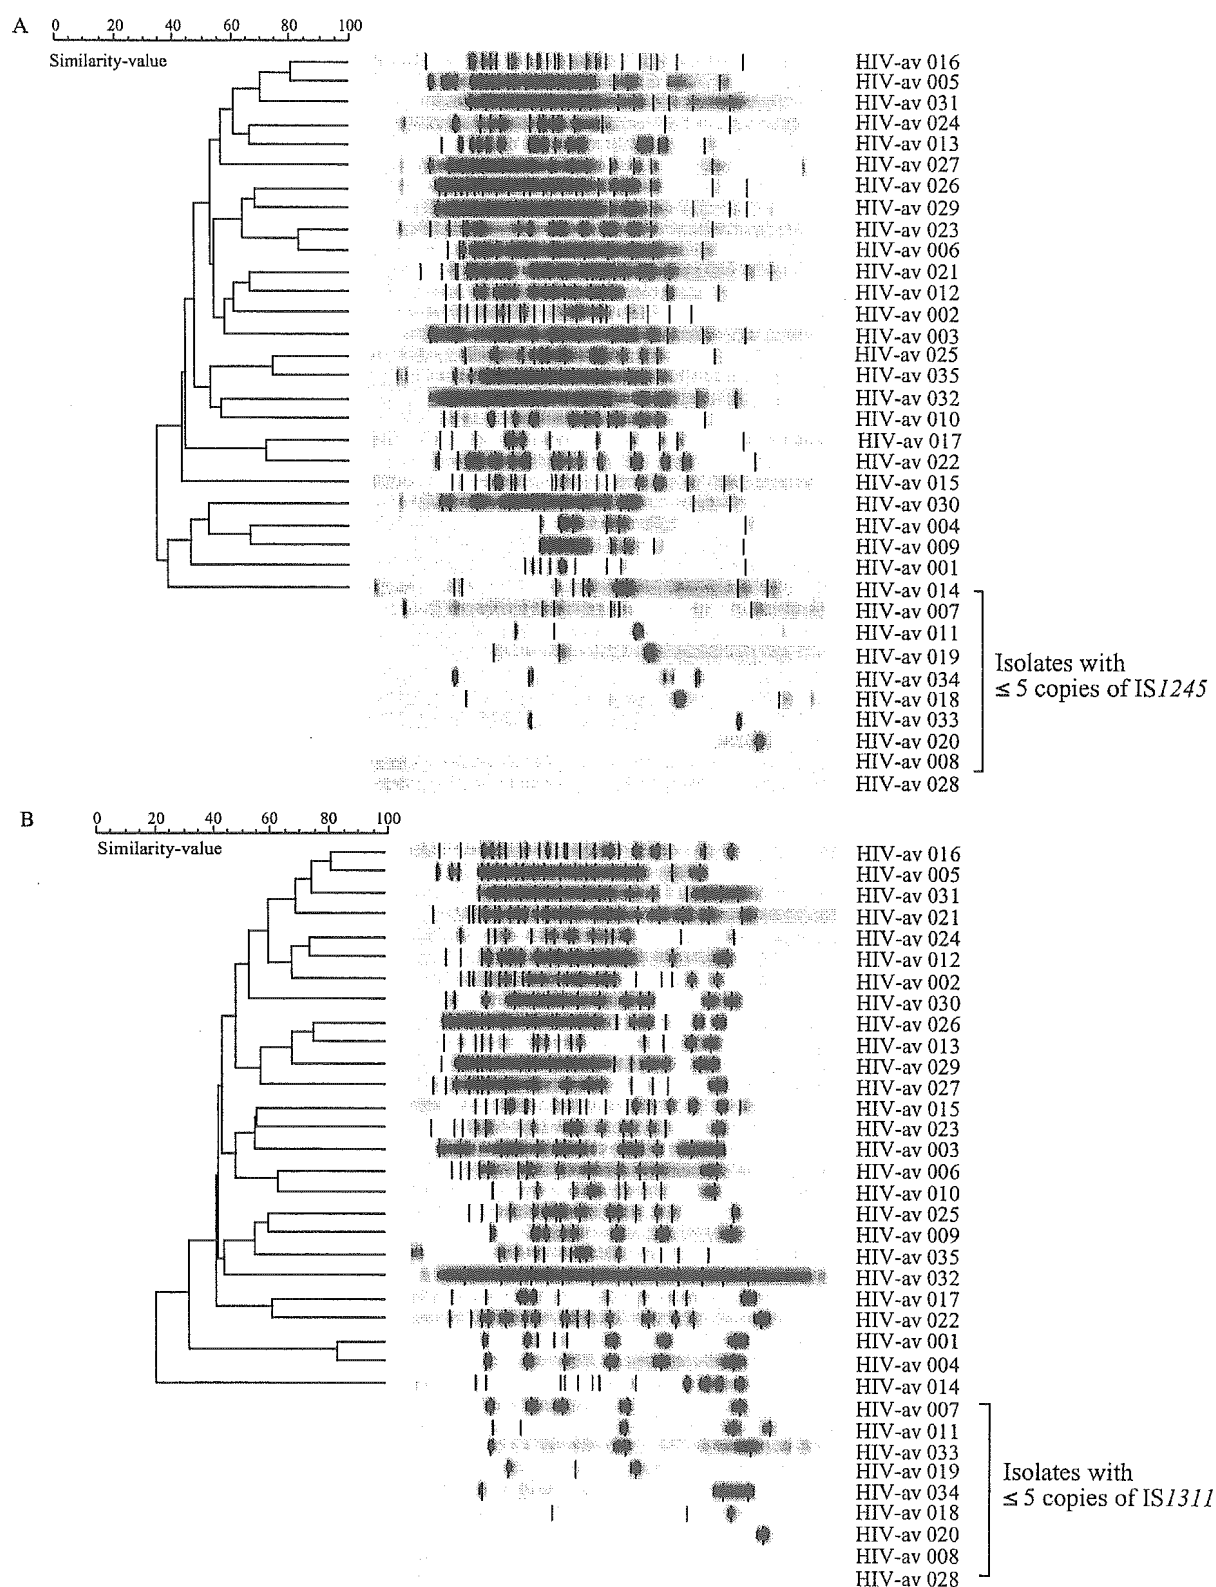 A
0 20 40 60 80 100
Similarity-value
HIV-av 016
HIV-av 005
HIV-av 031
HIV-av 024
HIV-av 013
HIV-av 027
HIV-av 026
HIV-av 029
HIV-av 023
HIV-av 006
HIV-av 021
HIV-av 012
HIV-av 002
HIV-av 003
HIV-av 025
HIV-av 035
HIV-av 032
HIV-av 010
HIV-av 017
HIV-av 022
HIV-av 015
HIV-av 030
HIV-av 004
HIV-av 009
HIV-av 001
HIV-av 014
HIV-av 007
HIV-av 011
HIV-av 019
HIV-av 034
HIV-av 018
HIV-av 033
HIV-av 020
HIV-av 008
HIV-av 028
Isolates with
≤ 5 copies of IS1245
B
0 20 40 60 80 100
Similarity-value
HIV-av 016
HIV-av 005
HIV-av 031
HIV-av 021
HIV-av 024
HIV-av 012
HIV-av 002
HIV-av 030
HIV-av 026
HIV-av 013
HIV-av 029
HIV-av 027
HIV-av 015
HIV-av 023
HIV-av 003
HIV-av 006
HIV-av 010
HIV-av 025
HIV-av 009
HIV-av 035
HIV-av 032
HIV-av 017
HIV-av 022
HIV-av 001
HIV-av 004
HIV-av 014
HIV-av 007
HIV-av 011
HIV-av 033
HIV-av 019
HIV-av 034
HIV-av 018
HIV-av 020
HIV-av 008
HIV-av 028
Isolates with
≤ 5 copies of IS1311